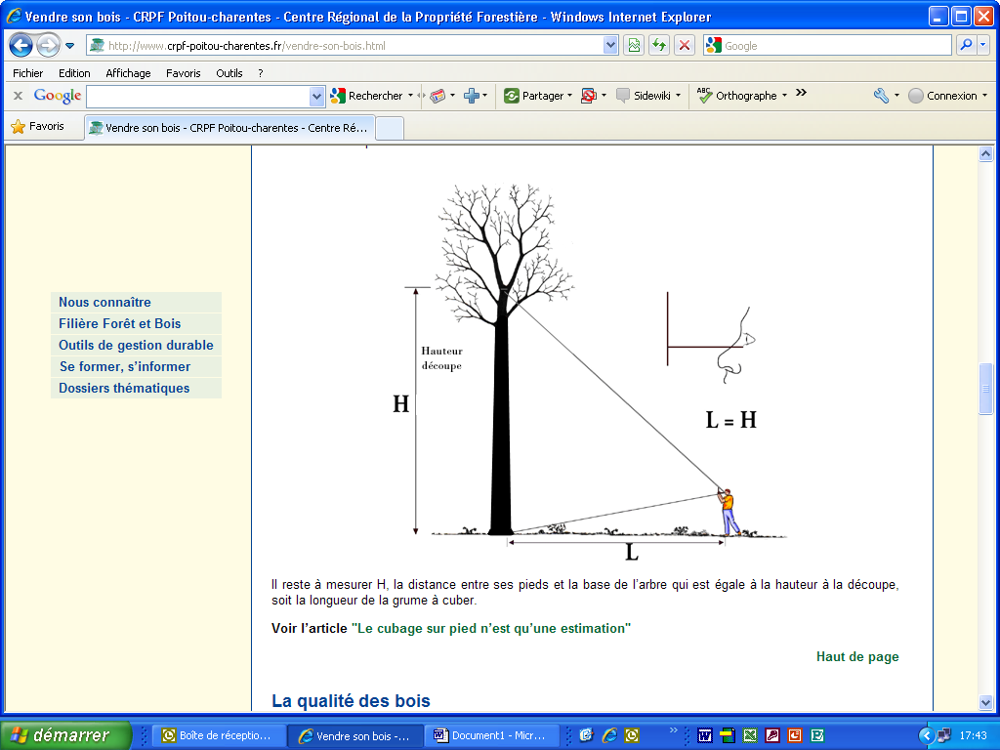 Vendre son bois - CRPF Poitou-charentes - Centre Régional de la Propriété Forestière - Windows Internet Explorer
http://www.crpf-poitou-charentes.fr/vendre-son-bois.html
Google
Fichier Edition Affichage Favoris Outils ?
x Google Rechercher Partager Sidewiki ABC Orthographe » Connexion
Favoris Vendre son bois - CRPF Poitou-charentes - Centre Ré...
Nous connaître
Filière Forêt et Bois
Outils de gestion durable
Se former, s'informer
Dossiers thématiques
Hauteur
découpe
H
L = H
L
Il reste à mesurer H, la distance entre ses pieds et la base de l'arbre qui est égale à la hauteur à la découpe,
soit la longueur de la grume à cuber.
Voir l'article "Le cubage sur pied n'est qu'une estimation"
Haut de page
La qualité des bois
démarrer Boîte de réceptio... Vendre son bois -... Document1 - Micr... » 17:43